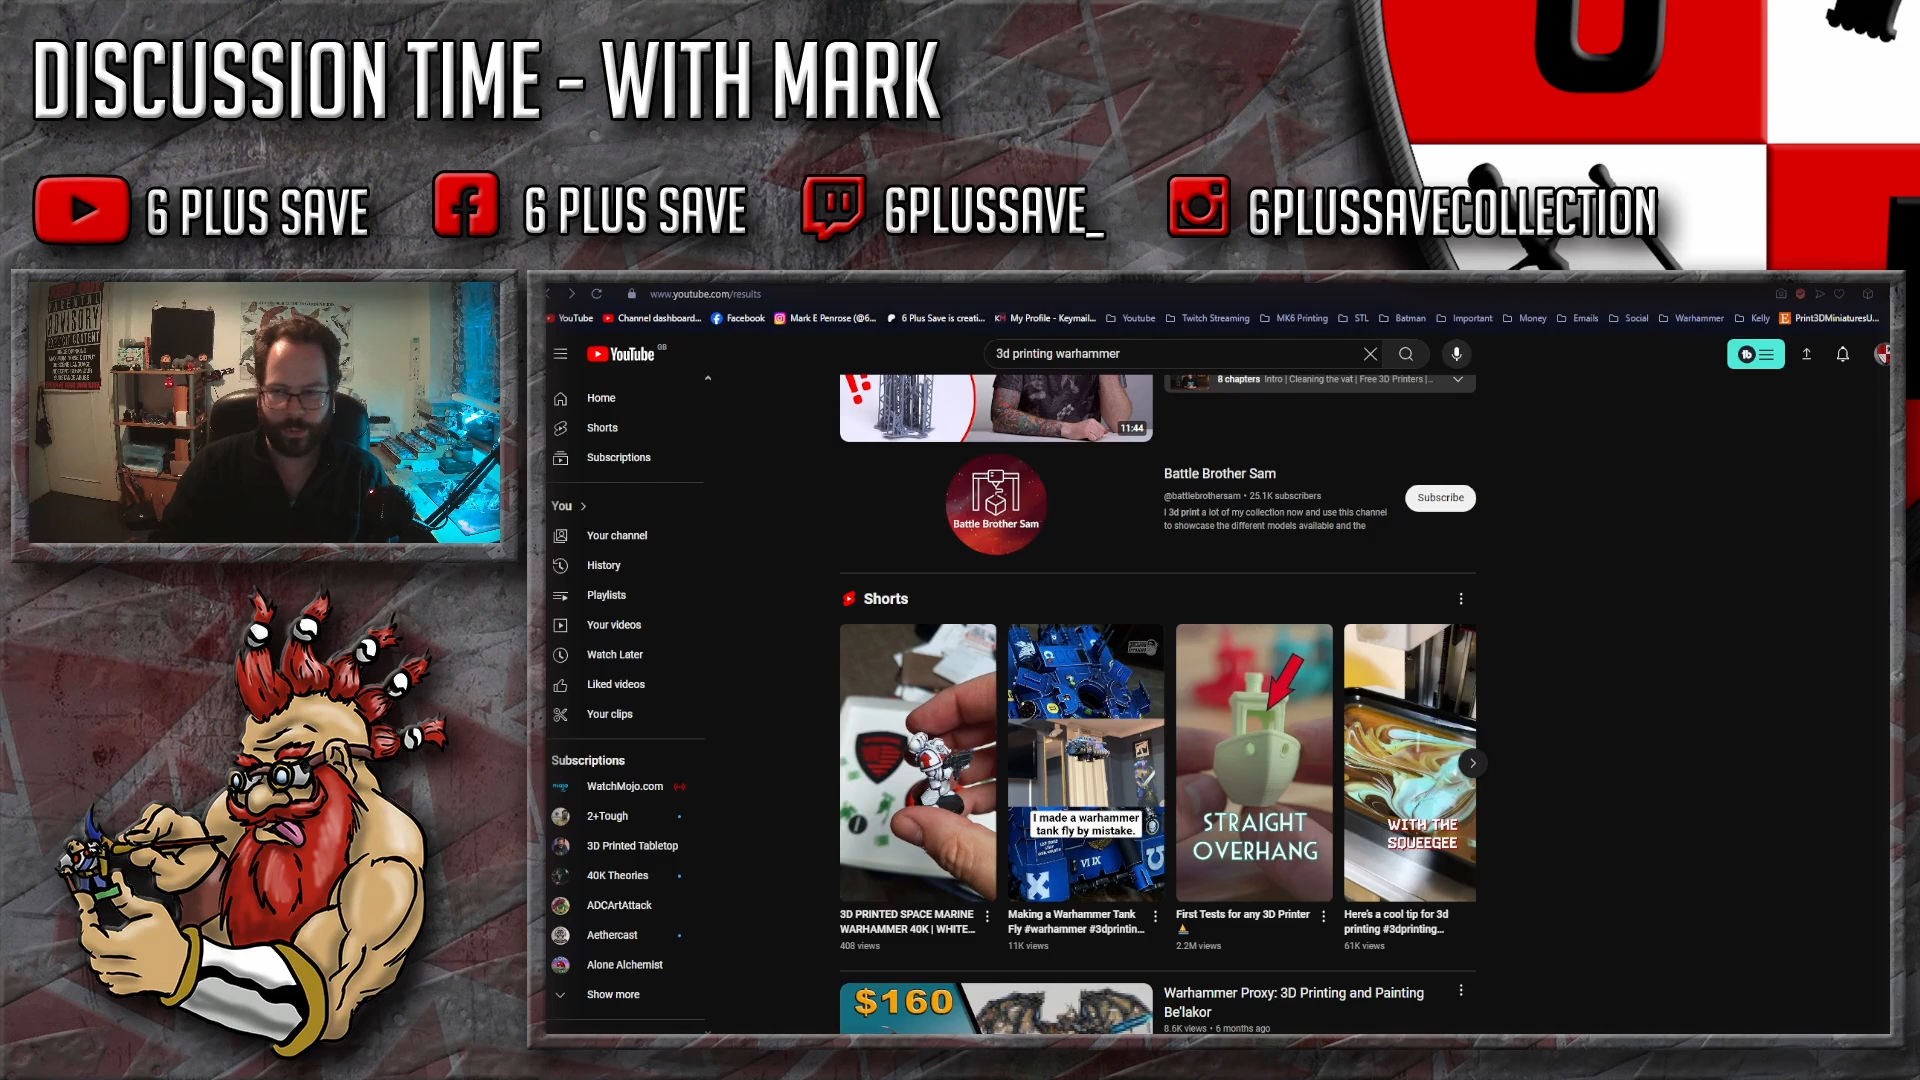 DISCUSSION TIME - WITH MARK
6 PLUS SAVE
6 PLUS SAVE
6PLUSSAVE_
6PLUSSAVECOLLECTION
ADVISORY
www.youtube.com/results
YouTube
Channel dashboard...
Facebook
Mark E Penrose (@6...
6 Plus Save is creati...
My Profile - Keymail...
Youtube
Twitch Streaming
MK6 Printing
STL
Batman
Important
Money
Emails
Social
Warhammer
Kelly
Print3DMiniaturesU...
YouTube GB
3d printing warhammer
Home
Shorts
Subscriptions
You
Your channel
History
Playlists
Your videos
Watch Later
Liked videos
Your clips
Subscriptions
WatchMojo.com
2+Tough
3D Printed Tabletop
40K Theories
ADCArtAttack
Aethercast
Alone Alchemist
Show more
11:44
8 chapters Intro | Cleaning the vat | Free 3D Printers |...
Battle Brother Sam
Battle Brother Sam
@battlebrothersam • 25.1K subscribers
I 3d print a lot of my collection now and use this channel
to showcase the different models available and the
Subscribe
Shorts
I made a warhammer
tank fly by mistake.
VI IX
STRAIGHT
OVERHANG
WITH THE
SQUEEGEE
3D PRINTED SPACE MARINE
WARHAMMER 40K | WHITE...
408 views
Making a Warhammer Tank
Fly #warhammer #3dprintin...
11K views
First Tests for any 3D Printer
2.2M views
Here's a cool tip for 3d
printing #3dprinting...
61K views
$160
Warhammer Proxy: 3D Printing and Painting
Be'lakor
8.6K views • 6 months ago